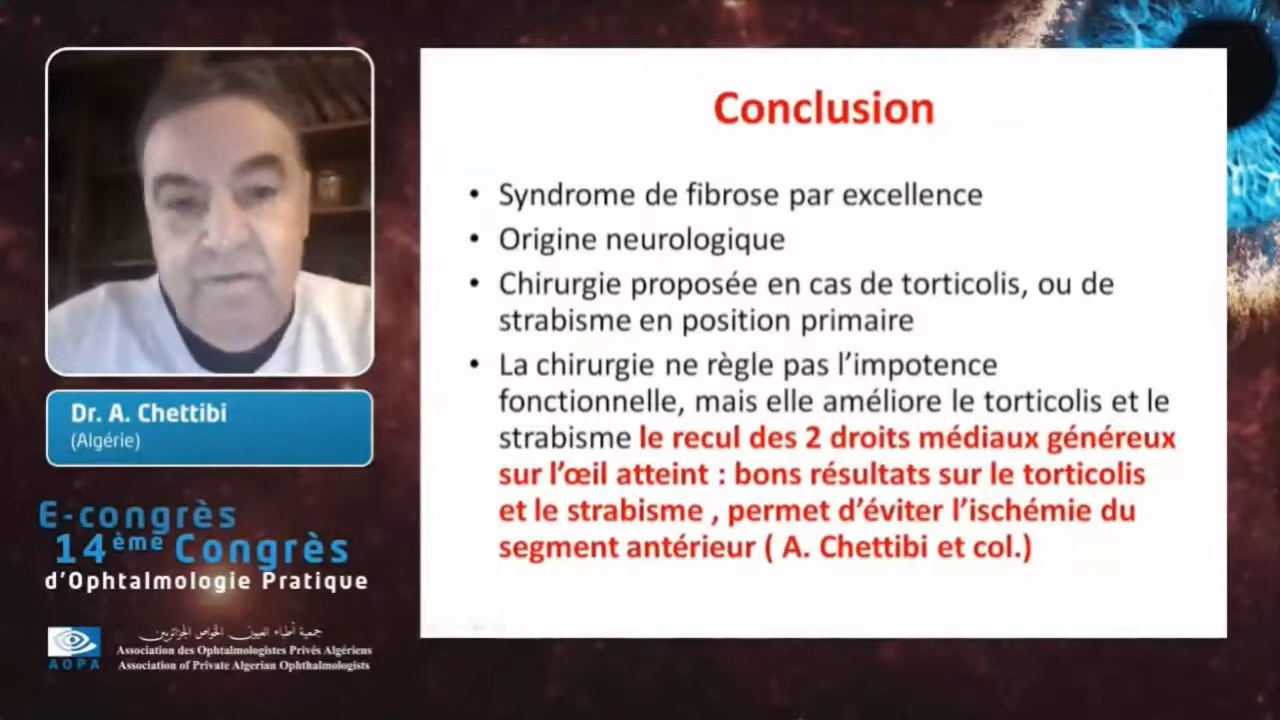 Conclusion
• Syndrome de fibrose par excellence
• Origine neurologique
• Chirurgie proposée en cas de torticolis, ou de
strabisme en position primaire
• La chirurgie ne règle pas l’impotence
fonctionnelle, mais elle améliore le torticolis et le
strabisme le recul des 2 droits médiaux généreux
sur l’œil atteint : bons résultats sur le torticolis
et le strabisme , permet d’éviter l’ischémie du
segment antérieur ( A. Chettibi et col.)
Dr. A. Chettibi
(Algérie)
E-congrès
14ème Congrès
d’Ophtalmologie Pratique
جمعية أطباء العيون الخواص الجزائريين
Association des Ophtalmologistes Privés Algériens
Association of Private Algerian Ophthalmologists
AOPA